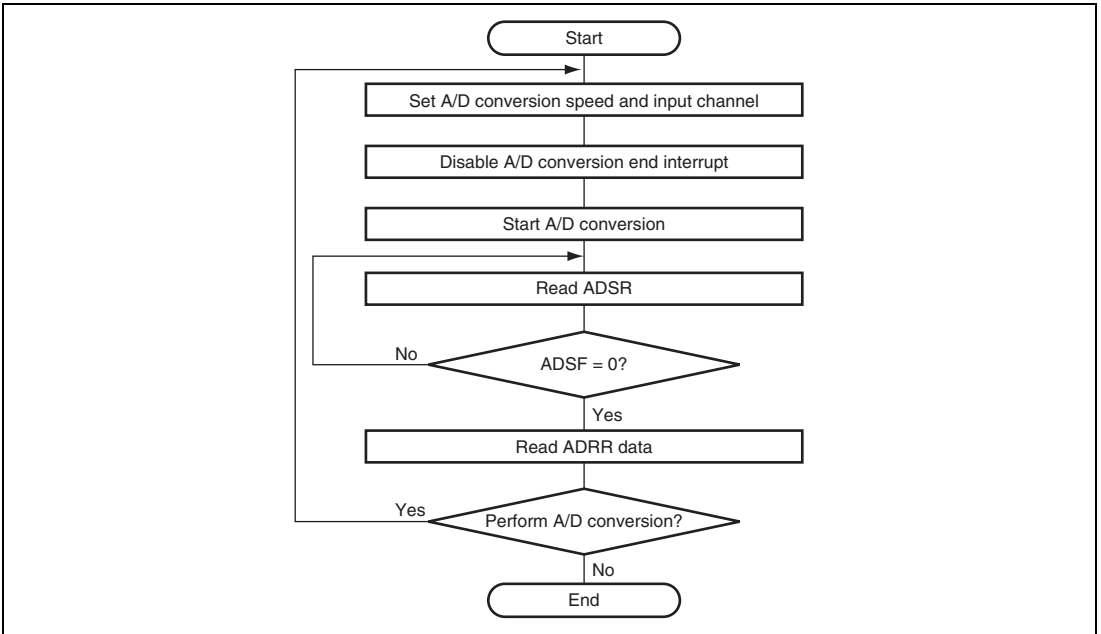 Start
Set A/D conversion speed and input channel
Disable A/D conversion end interrupt
Start A/D conversion
Read ADSR
No
ADSF = 0?
Yes
Read ADRR data
Yes
Perform A/D conversion?
No
End